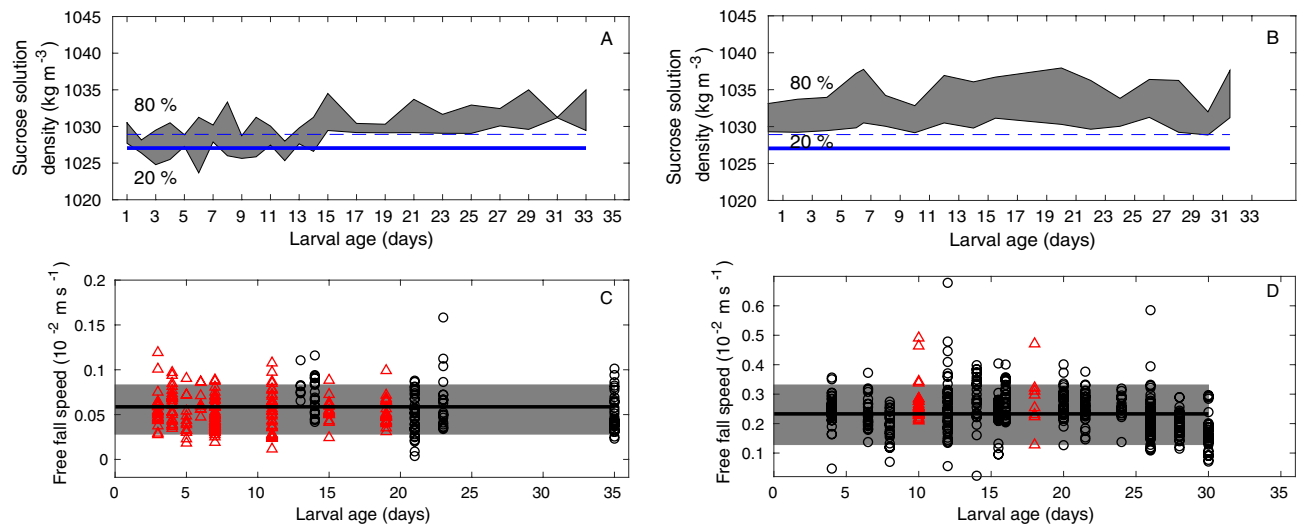 A
Sucrose solution
density (kg m-3)
1045
1040
1035
1030
1025
1020
80 %
20 %
1 3 5 7 9 11 13 15 17 19 21 23 25 27 29 31 33 35
Larval age (days)
B
Sucrose solution
density (kg m-3)
1045
1040
1035
1030
1025
1020
80 %
20 %
1 3 5 7 9 11 13 15 17 19 21 23 25 27 29 31 33
Larval age (days)
C
Free fall speed (10-2 m s-1)
0.2
0.15
0.1
0.05
0
0 5 10 15 20 25 30 35
Larval age (days)
D
Free fall speed (10-2 m s-1)
0.6
0.5
0.4
0.3
0.2
0.1
0 5 10 15 20 25 30 35
Larval age (days)